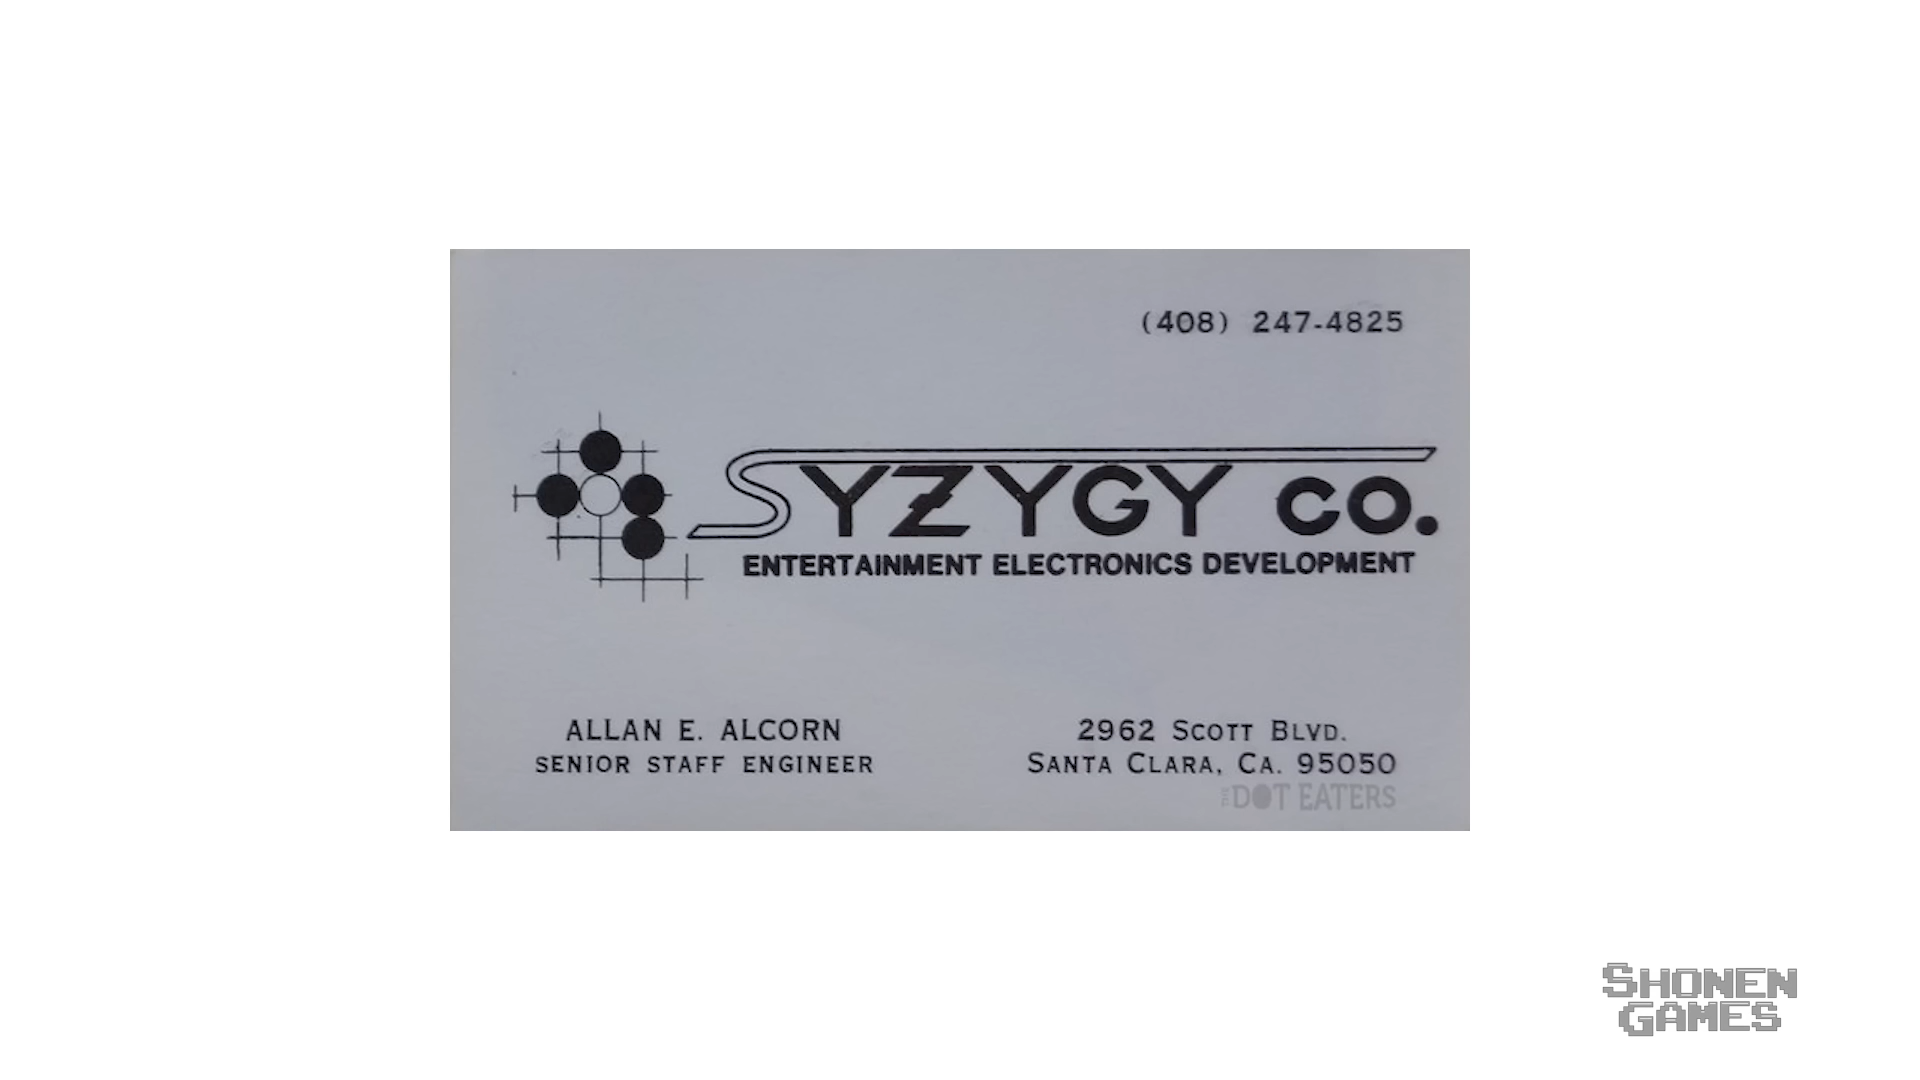 (408) 247-4825
SYZYGY CO.
ENTERTAINMENT ELECTRONICS DEVELOPMENT
ALLAN E. ALCORN
SENIOR STAFF ENGINEER
2962 SCOTT BLVD.
SANTA CLARA, CA. 95050
THE DOT EATERS
SHONEN
GAMES